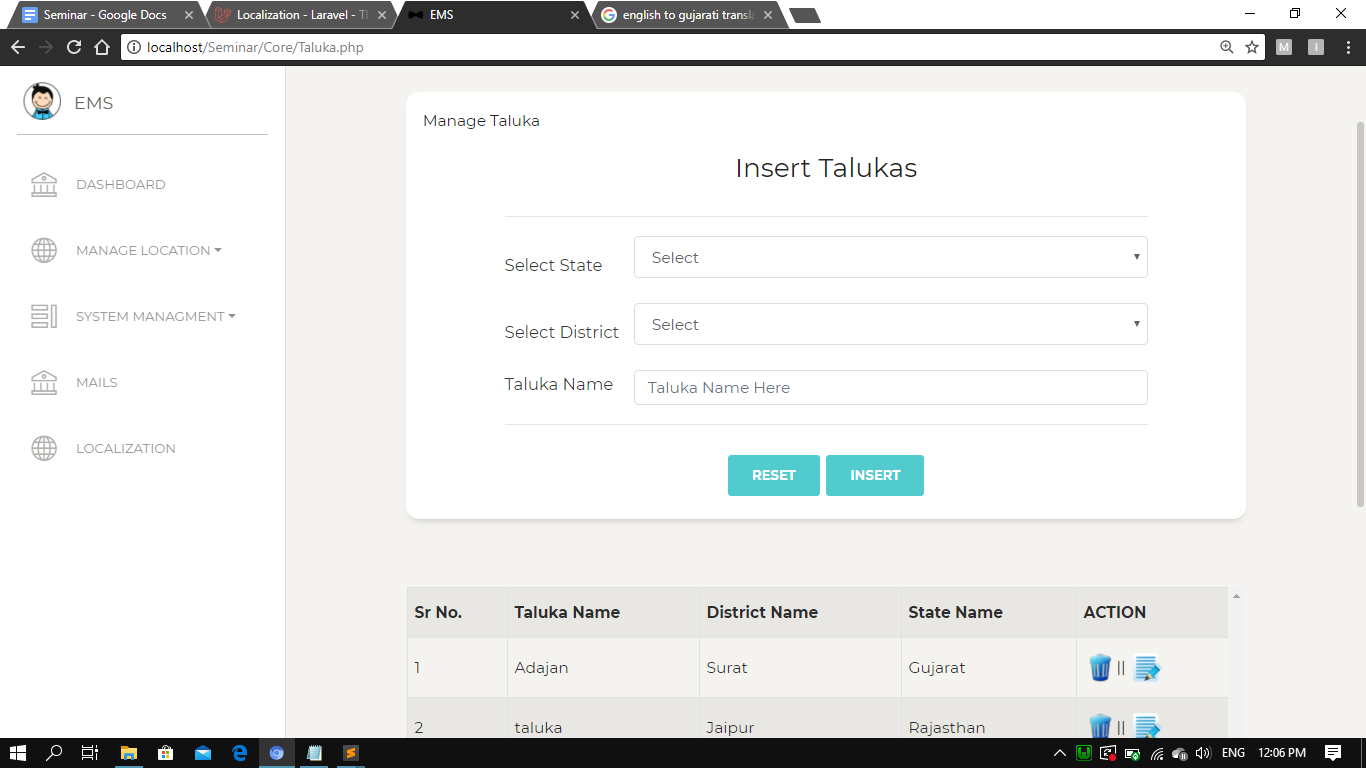 Seminar - Google Docs
Localization - Laravel - Th
EMS
english to gujarati transla
localhost/Seminar/Core/Taluka.php
M
I
EMS
DASHBOARD
MANAGE LOCATION
SYSTEM MANAGMENT
MAILS
LOCALIZATION
Manage Taluka
Insert Talukas
Select State
Select
Select District
Select
Taluka Name
Taluka Name Here
RESET
INSERT
Sr No. Taluka Name District Name State Name ACTION
1 Adajan Surat Gujarat ||
2 taluka Jaipur Rajasthan ||
ENG
12:06 PM